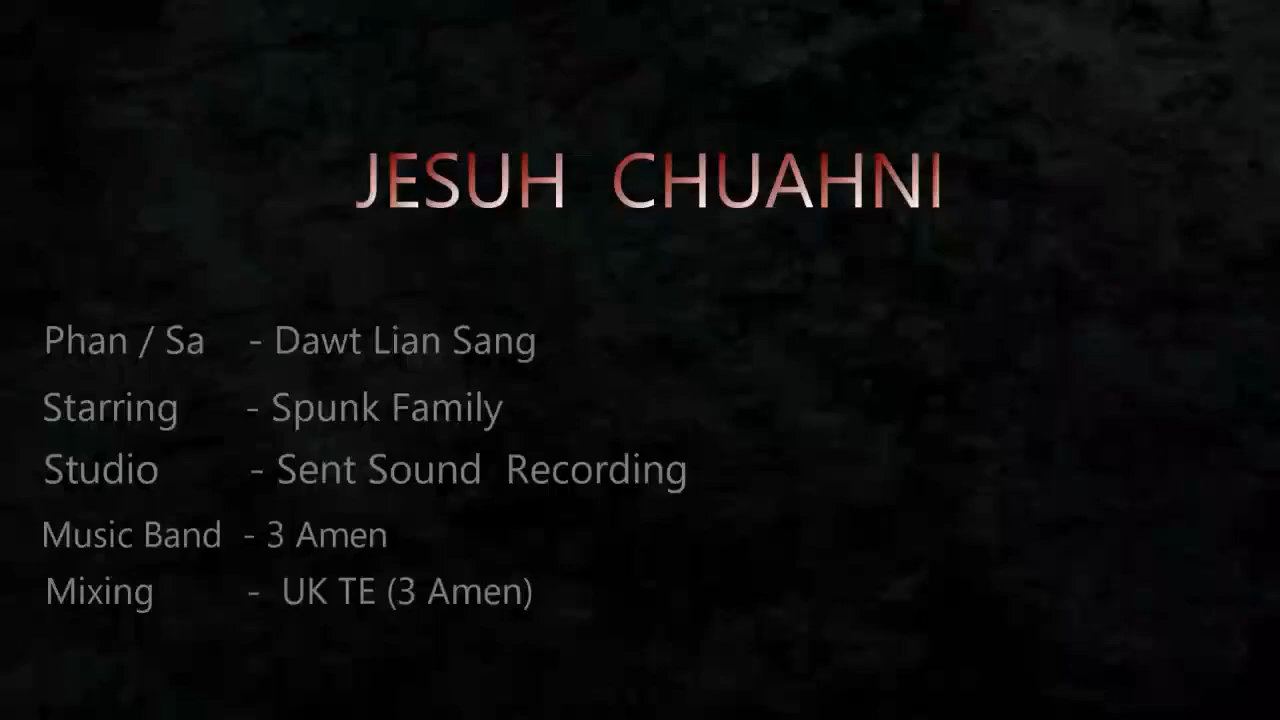 JESUH CHUAHNI
Phan / Sa - Dawt Lian Sang
Starring - Spunk Family
Studio - Sent Sound Recording
Music Band - 3 Amen
Mixing - UK TE (3 Amen)